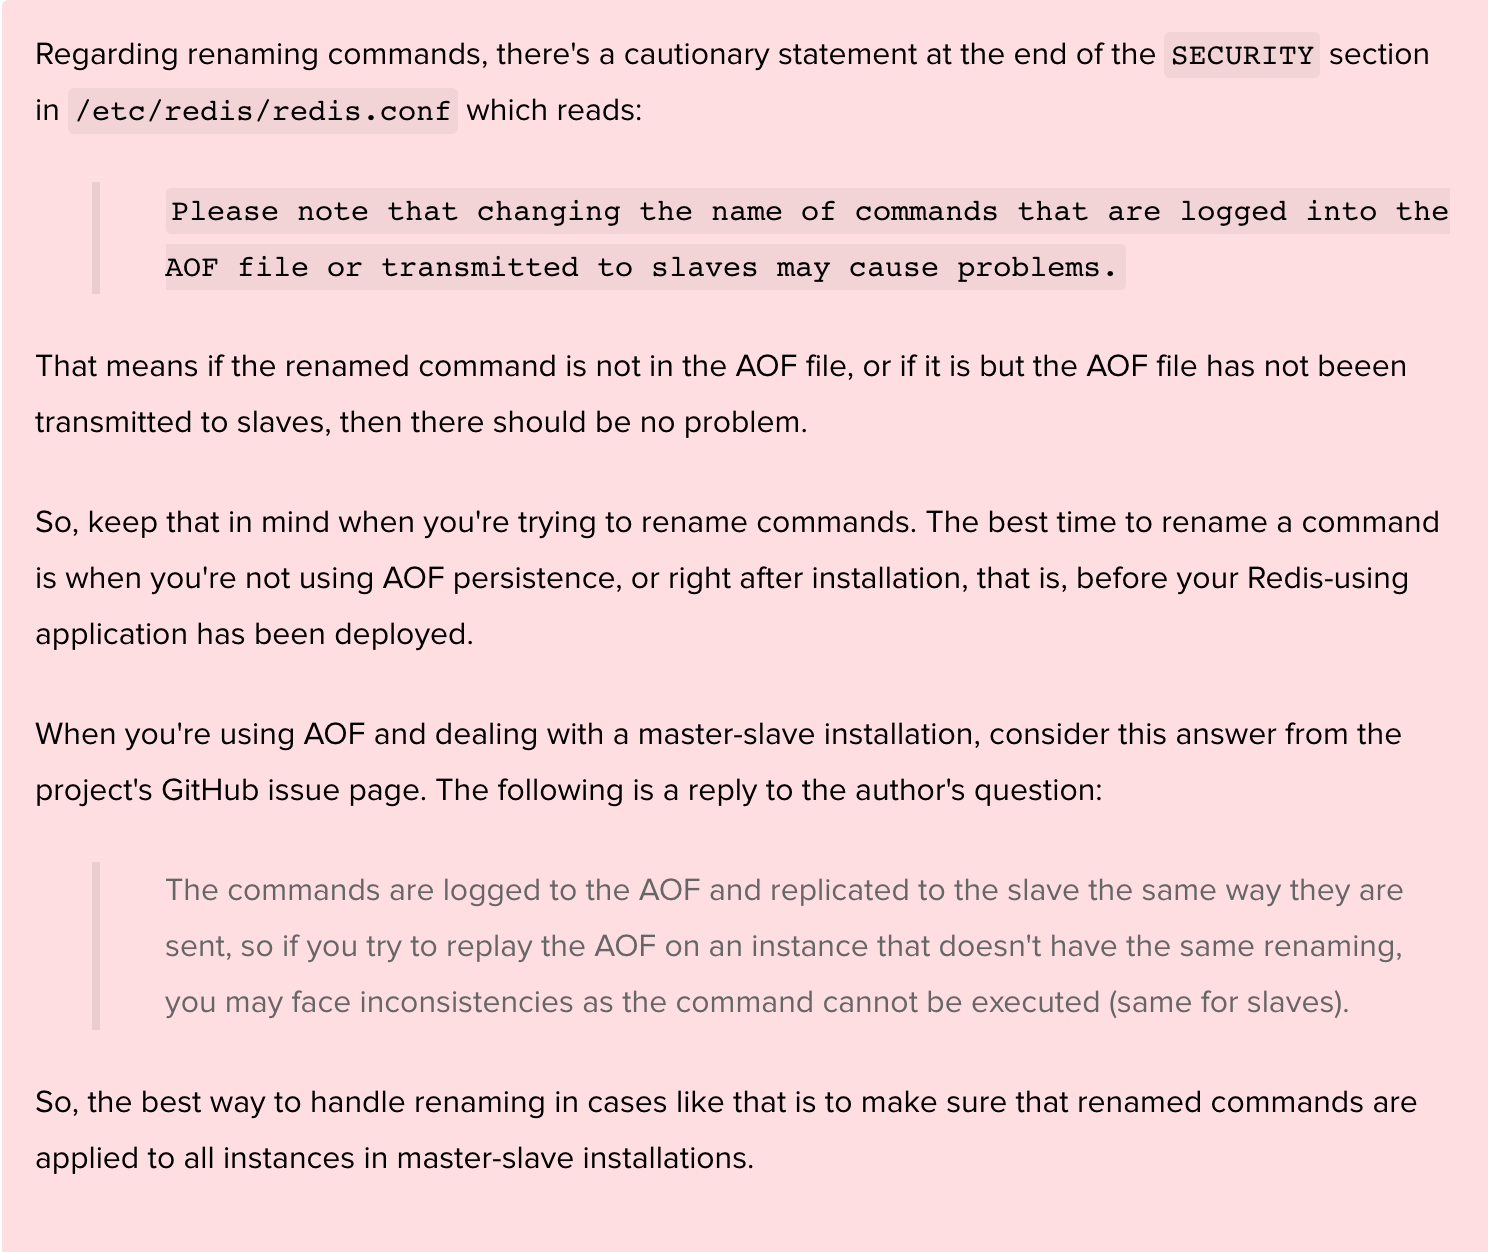 Regarding renaming commands, there's a cautionary statement at the end of the SECURITY section
in /etc/redis/redis.conf which reads:
Please note that changing the name of commands that are logged into the
AOF file or transmitted to slaves may cause problems.
That means if the renamed command is not in the AOF file, or if it is but the AOF file has not beeen
transmitted to slaves, then there should be no problem.
So, keep that in mind when you're trying to rename commands. The best time to rename a command
is when you're not using AOF persistence, or right after installation, that is, before your Redis-using
application has been deployed.
When you're using AOF and dealing with a master-slave installation, consider this answer from the
project's GitHub issue page. The following is a reply to the author's question:
The commands are logged to the AOF and replicated to the slave the same way they are
sent, so if you try to replay the AOF on an instance that doesn't have the same renaming,
you may face inconsistencies as the command cannot be executed (same for slaves).
So, the best way to handle renaming in cases like that is to make sure that renamed commands are
applied to all instances in master-slave installations.